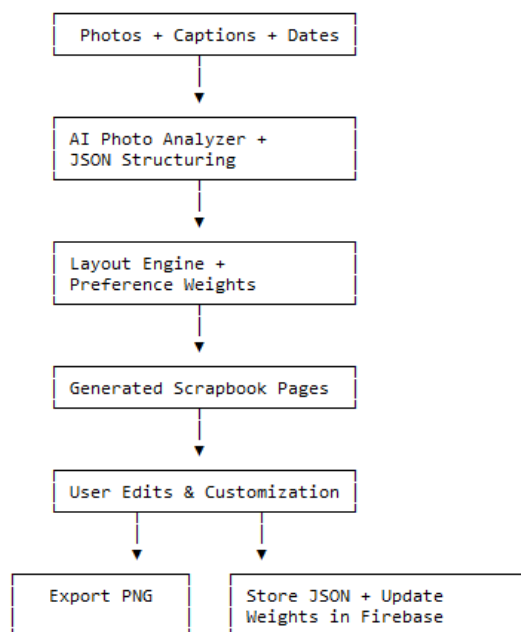 Photos + Captions + Dates
AI Photo Analyzer +
JSON Structuring
Layout Engine +
Preference Weights
Generated Scrapbook Pages
User Edits & Customization
Export PNG
Store JSON + Update
Weights in Firebase